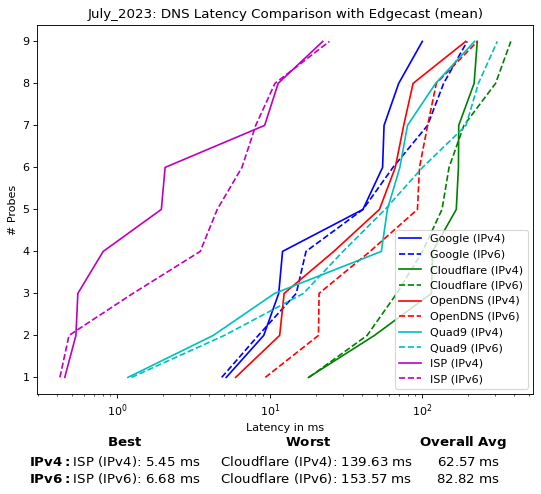 July_2023: DNS Latency Comparison with Edgecast (mean)
9
8
7
6
5
4
3
2
1
# Probes
Google (IPv4)
Google (IPv6)
Cloudflare (IPv4)
Cloudflare (IPv6)
OpenDNS (IPv4)
OpenDNS (IPv6)
Quad9 (IPv4)
Quad9 (IPv6)
ISP (IPv4)
ISP (IPv6)
10⁰ 10¹ 10²
Latency in ms
Best Worst Overall Avg
IPv4: ISP (IPv4): 5.45 ms Cloudflare (IPv4): 139.63 ms 62.57 ms
IPv6: ISP (IPv6): 6.68 ms Cloudflare (IPv6): 153.57 ms 82.82 ms